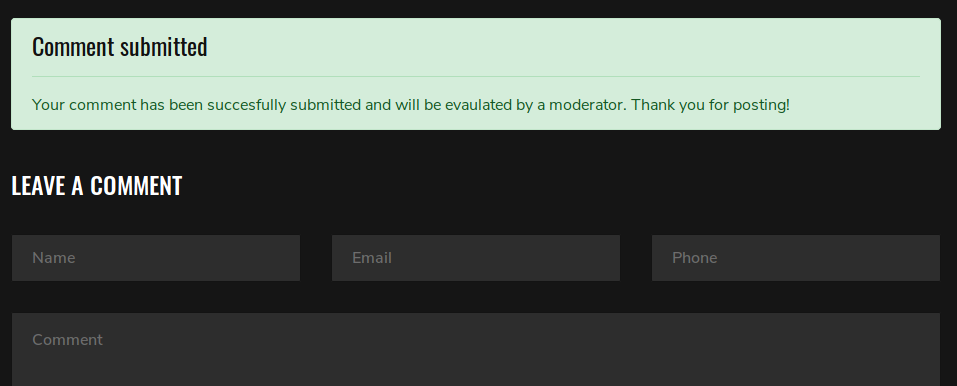 Comment submitted
Your comment has been succesfully submitted and will be evaulated by a moderator. Thank you for posting!
LEAVE A COMMENT
Name Email Phone
Comment